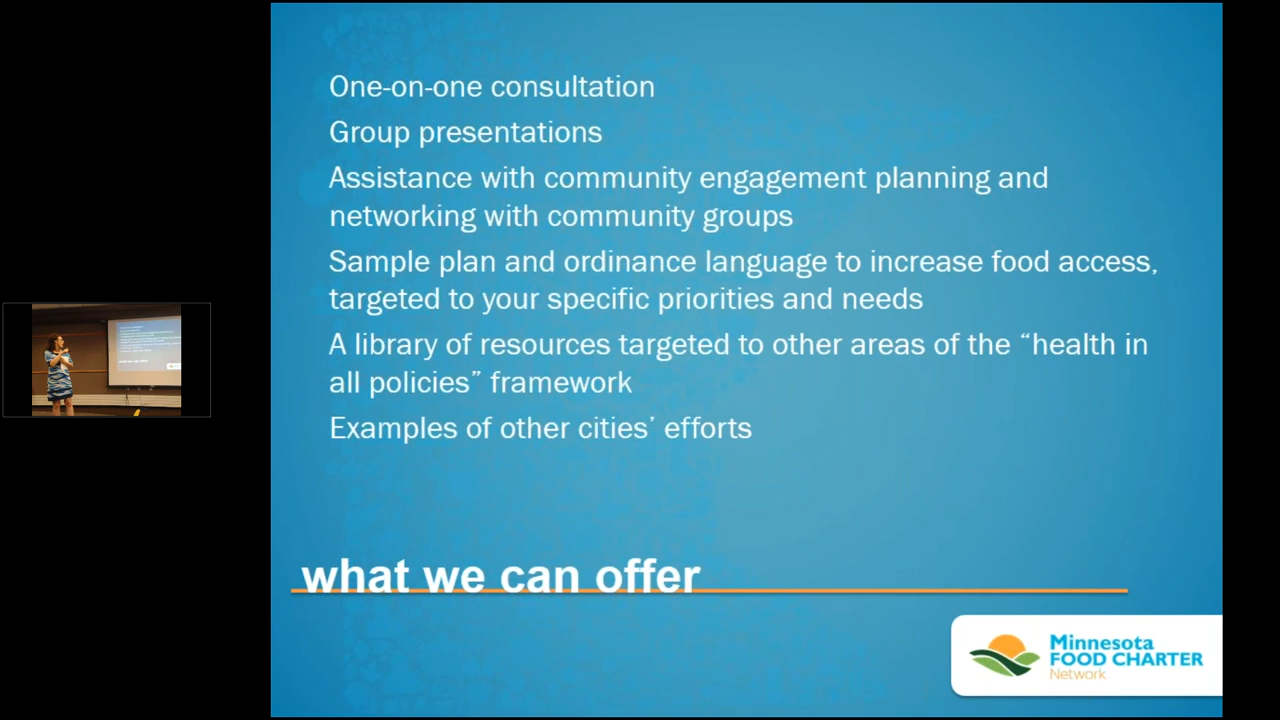 One-on-one consultation
Group presentations
Assistance with community engagement planning and
networking with community groups
Sample plan and ordinance language to increase food access,
targeted to your specific priorities and needs
A library of resources targeted to other areas of the “health in
all policies” framework
Examples of other cities’ efforts
what we can offer
Minnesota
FOOD CHARTER
Network